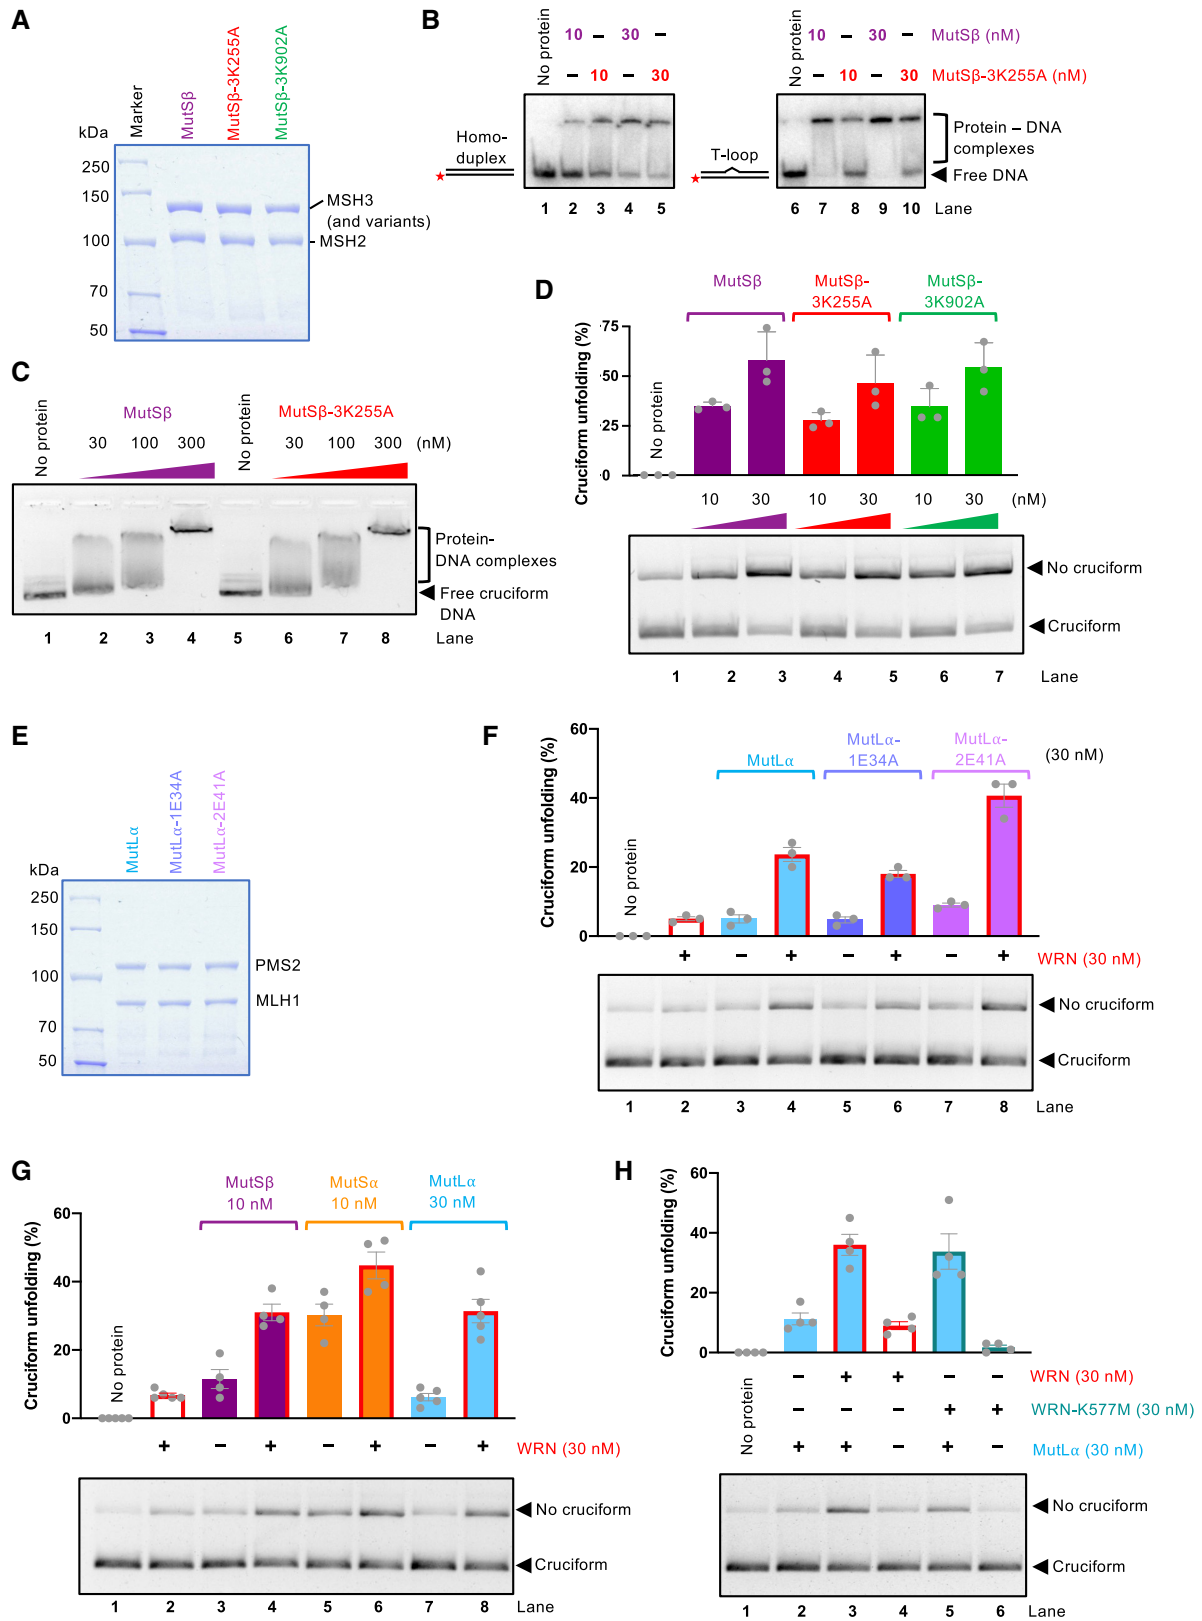 A
kDa
Marker
MutSβ
MutSβ-3K255A
MutSβ-3K902A
250
150
100
70
50
MSH3
(and variants)
MSH2
B
No protein
10 – 30 –
– 10 – 30
No protein
10 – 30 –
– 10 – 30
MutSβ (nM)
MutSβ-3K255A (nM)
Homo-
duplex
T-loop
Protein – DNA
complexes
Free DNA
1 2 3 4 5
6 7 8 9 10
Lane
C
No protein
MutSβ
30 100 300
No protein
MutSβ-3K255A
30 100 300
(nM)
Protein-
DNA complexes
Free cruciform
DNA
1 2 3 4 5 6 7 8
Lane
D
MutSβ
MutSβ-
3K255A
MutSβ-
3K902A
Cruciform unfolding (%)
75
50
25
0
No protein
10 30 10 30 10 30 (nM)
No cruciform
Cruciform
1 2 3 4 5 6 7
Lane
E
kDa
MutLα
MutLα-1E34A
MutLα-2E41A
250
150
100
70
50
PMS2
MLH1
F
MutLα
MutLα-
1E34A
MutLα-
2E41A
(30 nM)
Cruciform unfolding (%)
60
40
20
0
No protein
+ – + – + – +
WRN (30 nM)
No cruciform
Cruciform
1 2 3 4 5 6 7 8
Lane
G
MutSβ
10 nM
MutSα
10 nM
MutLα
30 nM
Cruciform unfolding (%)
60
40
20
0
No protein
+ – + – + – +
WRN (30 nM)
No cruciform
Cruciform
1 2 3 4 5 6 7 8
Lane
H
Cruciform unfolding (%)
60
40
20
0
No protein
– + + – –
WRN (30 nM)
– – – + +
WRN-K577M (30 nM)
+ + – + –
MutLα (30 nM)
No cruciform
Cruciform
1 2 3 4 5 6
Lane